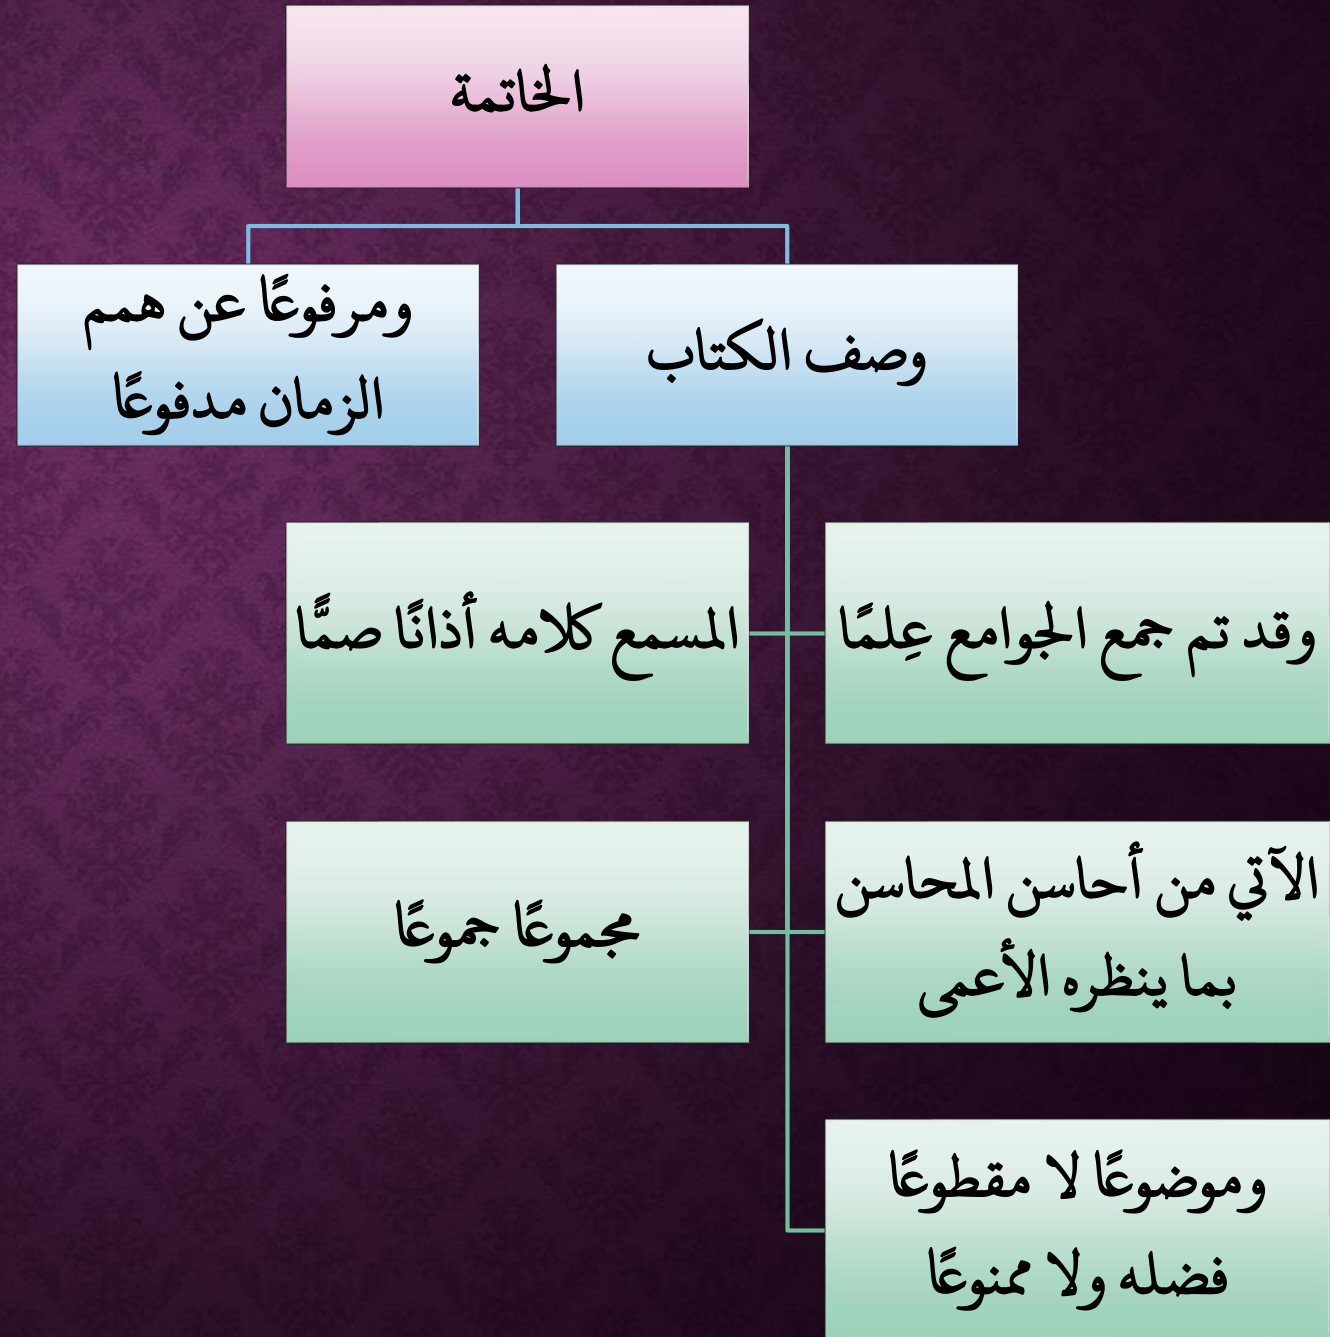 الخاتمة
وصف الكتاب
ومرفوعًا عن همم
الزمان مدفوعًا
وقد تم جمع الجوامع عِلمًا
المسمع كلامه أذانًا صمًّا
الآتي من أحاسن المحاسن
بما ينظره الأعمى
مجموعًا جموعًا
وموضوعًا لا مقطوعًا
فضله ولا ممنوعًا